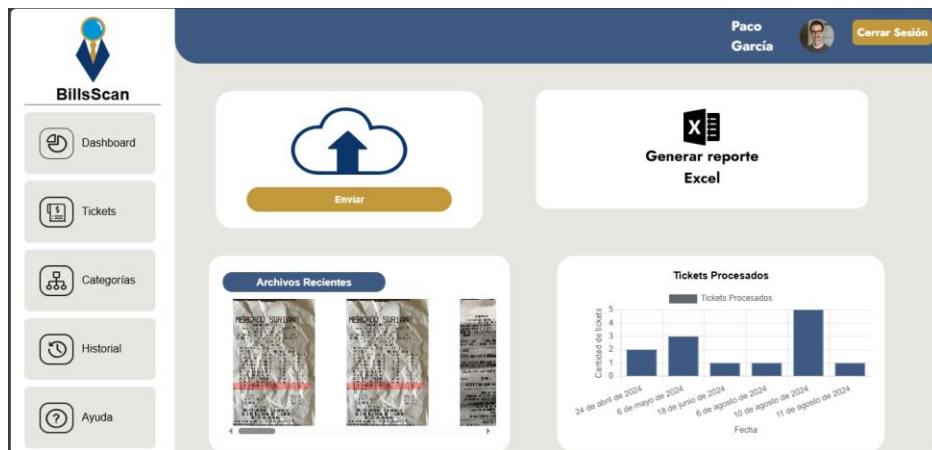 BillsScan
Dashboard
Tickets
Categorías
Historial
Ayuda
Paco
García
Cerrar Sesión
Enviar
X
Generar reporte
Excel
Archivos Recientes
MERCADO SORIANA
MERCADO SORIANA
Tickets Procesados
Tickets Procesados
Cantidad de tickets
5
4
3
2
1
0
24 de abril de 2024
6 de mayo de 2024
18 de junio de 2024
6 de agosto de 2024
10 de agosto de 2024
11 de agosto de 2024
Fecha